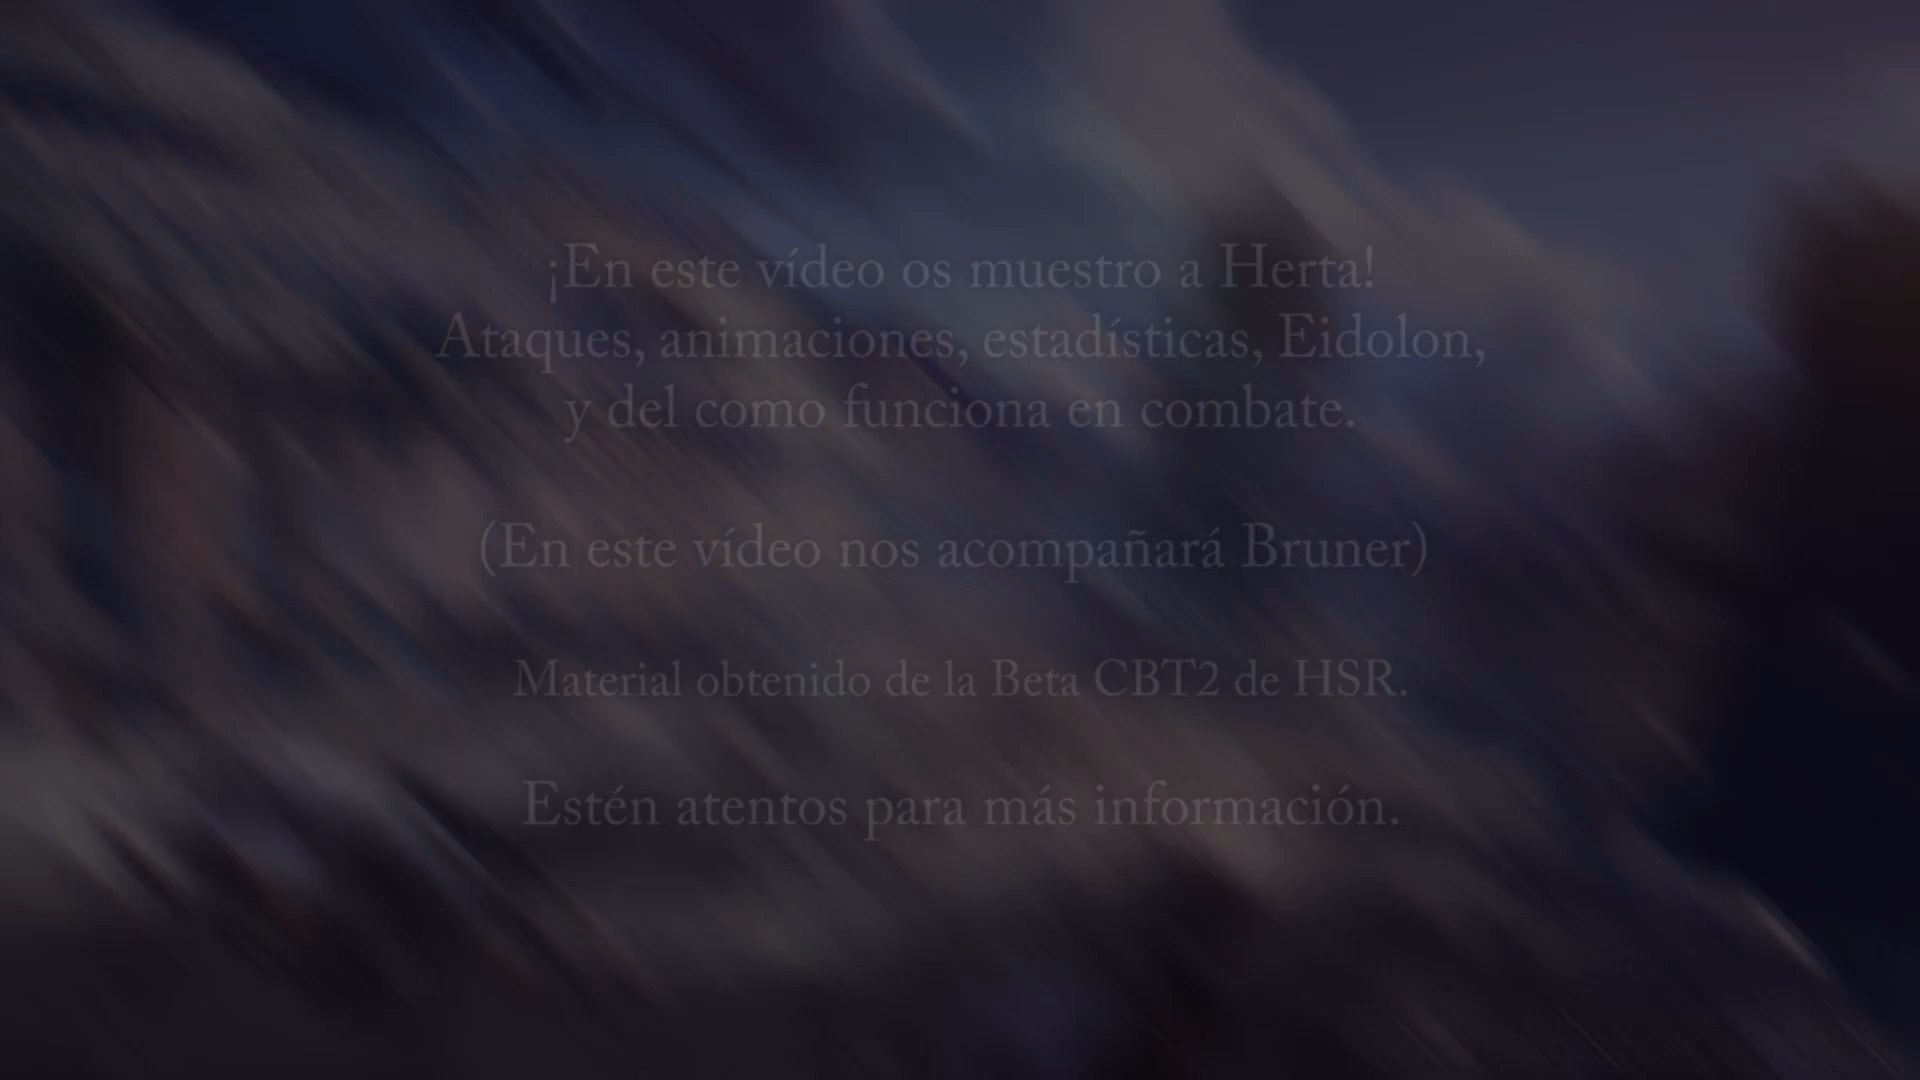 ¡En este vídeo os muestro a Herta!
Ataques, animaciones, estadísticas, Eidolon,
y del como funciona en combate.
(En este vídeo nos acompañará Bruner)
Material obtenido de la Beta CBT2 de HSR.
Estén atentos para más información.